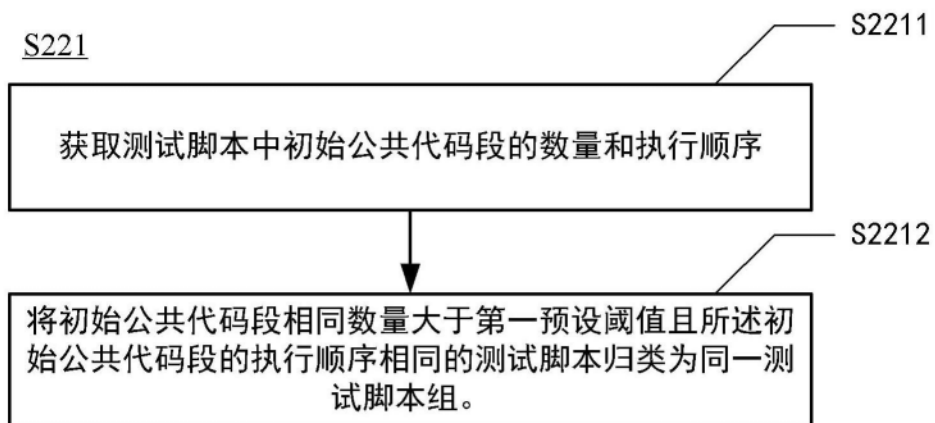 S2211
S221
获取测试脚本中初始公共代码段的数量和执行顺序
S2212
将初始公共代码段相同数量大于第一预设阈值且所述初
始公共代码段的执行顺序相同的测试脚本归类为同一测
试脚本组。